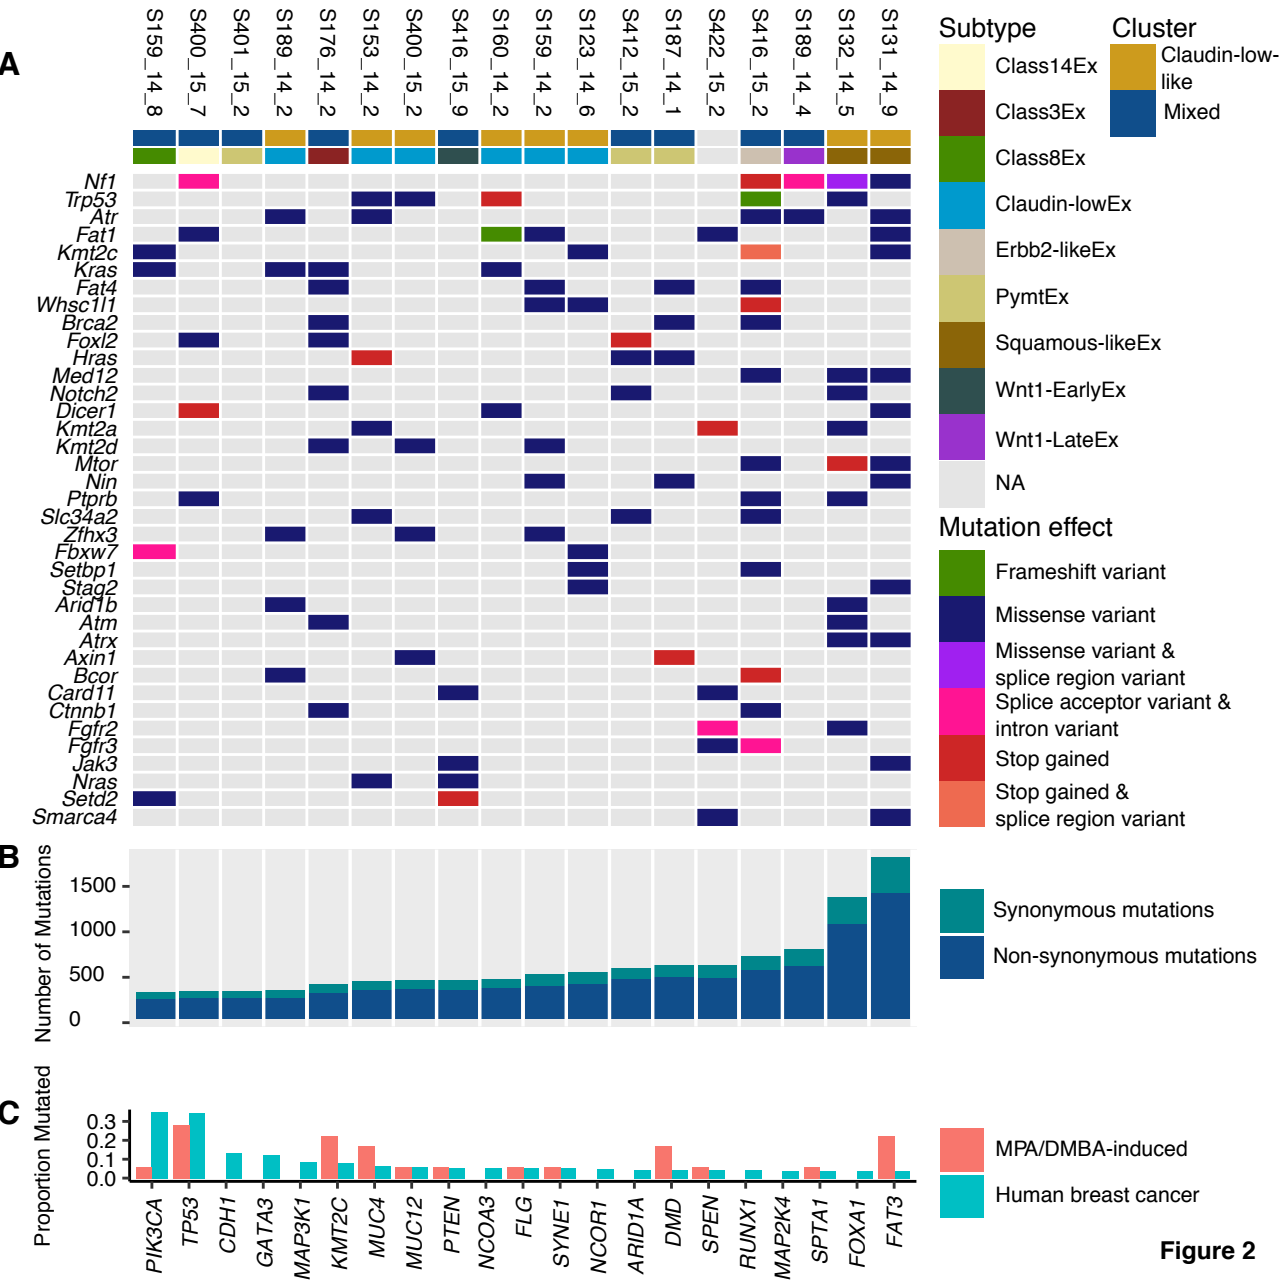 A
S159_14_8
S400_15_7
S401_15_2
S189_14_2
S176_14_2
S153_14_2
S400_15_2
S416_15_9
S160_14_2
S159_14_2
S123_14_6
S412_15_2
S187_14_1
S422_15_2
S416_15_2
S189_14_4
S132_14_5
S131_14_9
Nf1
Trp53
Atr
Fat1
Kmt2c
Kras
Fat4
Whsc1l1
Brca2
Foxl2
Hras
Med12
Notch2
Dicer1
Kmt2a
Kmt2d
Mtor
Nin
Ptprb
Slc34a2
Zfhx3
Fbxw7
Setbp1
Stag2
Arid1b
Atm
Atrx
Axin1
Bcor
Card11
Ctnnb1
Fgfr2
Fgfr3
Jak3
Nras
Setd2
Smarca4
Subtype
Class14Ex
Class3Ex
Class8Ex
Claudin-lowEx
Erbb2-likeEx
PymtEx
Squamous-likeEx
Wnt1-EarlyEx
Wnt1-LateEx
NA
Cluster
Claudin-low-
like
Mixed
Mutation effect
Frameshift variant
Missense variant
Missense variant &
splice region variant
Splice acceptor variant &
intron variant
Stop gained
Stop gained &
splice region variant
B
Number of Mutations
1500
1000
500
0
Synonymous mutations
Non-synonymous mutations
C
Proportion Mutated
0.3
0.2
0.1
0.0
PIK3CA
TP53
CDH1
GATA3
MAP3K1
KMT2C
MUC4
MUC12
PTEN
NCOA3
FLG
SYNE1
NCOR1
ARID1A
DMD
SPEN
RUNX1
MAP2K4
SPTA1
FOXA1
FAT3
MPA/DMBA-induced
Human breast cancer
Figure 2